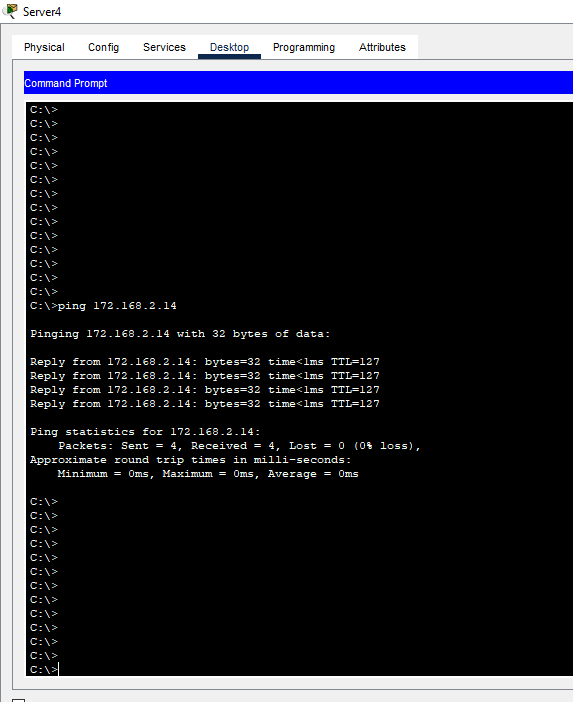 Server4
Physical Config Services Desktop Programming Attributes
Command Prompt
C:\>
C:\>
C:\>
C:\>
C:\>
C:\>
C:\>
C:\>
C:\>
C:\>
C:\>
C:\>
C:\>
C:\>
C:\>ping 172.168.2.14
Pinging 172.168.2.14 with 32 bytes of data:
Reply from 172.168.2.14: bytes=32 time<1ms TTL=127
Reply from 172.168.2.14: bytes=32 time<1ms TTL=127
Reply from 172.168.2.14: bytes=32 time<1ms TTL=127
Reply from 172.168.2.14: bytes=32 time<1ms TTL=127
Ping statistics for 172.168.2.14:
Packets: Sent = 4, Received = 4, Lost = 0 (0% loss),
Approximate round trip times in milli-seconds:
Minimum = 0ms, Maximum = 0ms, Average = 0ms
C:\>
C:\>
C:\>
C:\>
C:\>
C:\>
C:\>
C:\>
C:\>
C:\>
C:\>
C:\>
C:\>